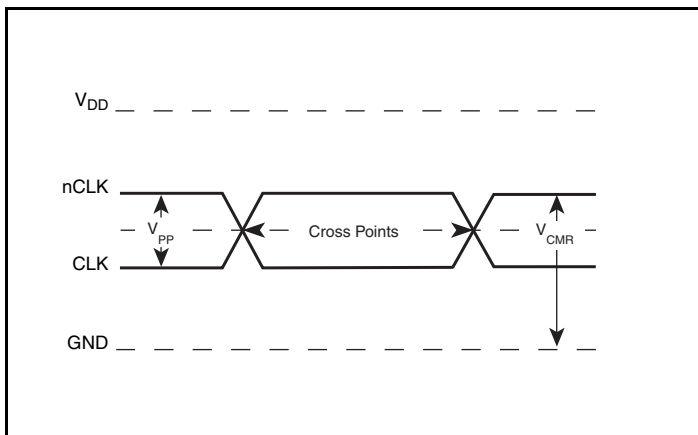 VDD
nCLK
VPP
Cross Points
VCMR
CLK
GND